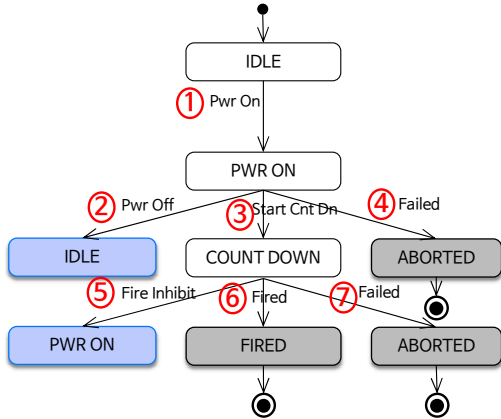 IDLE
① Pwr On
PWR ON
② Pwr Off
③ Start Cnt Dn
④ Failed
IDLE
COUNT DOWN
ABORTED
⑤ Fire Inhibit
⑥ Fired
⑦ Failed
PWR ON
FIRED
ABORTED